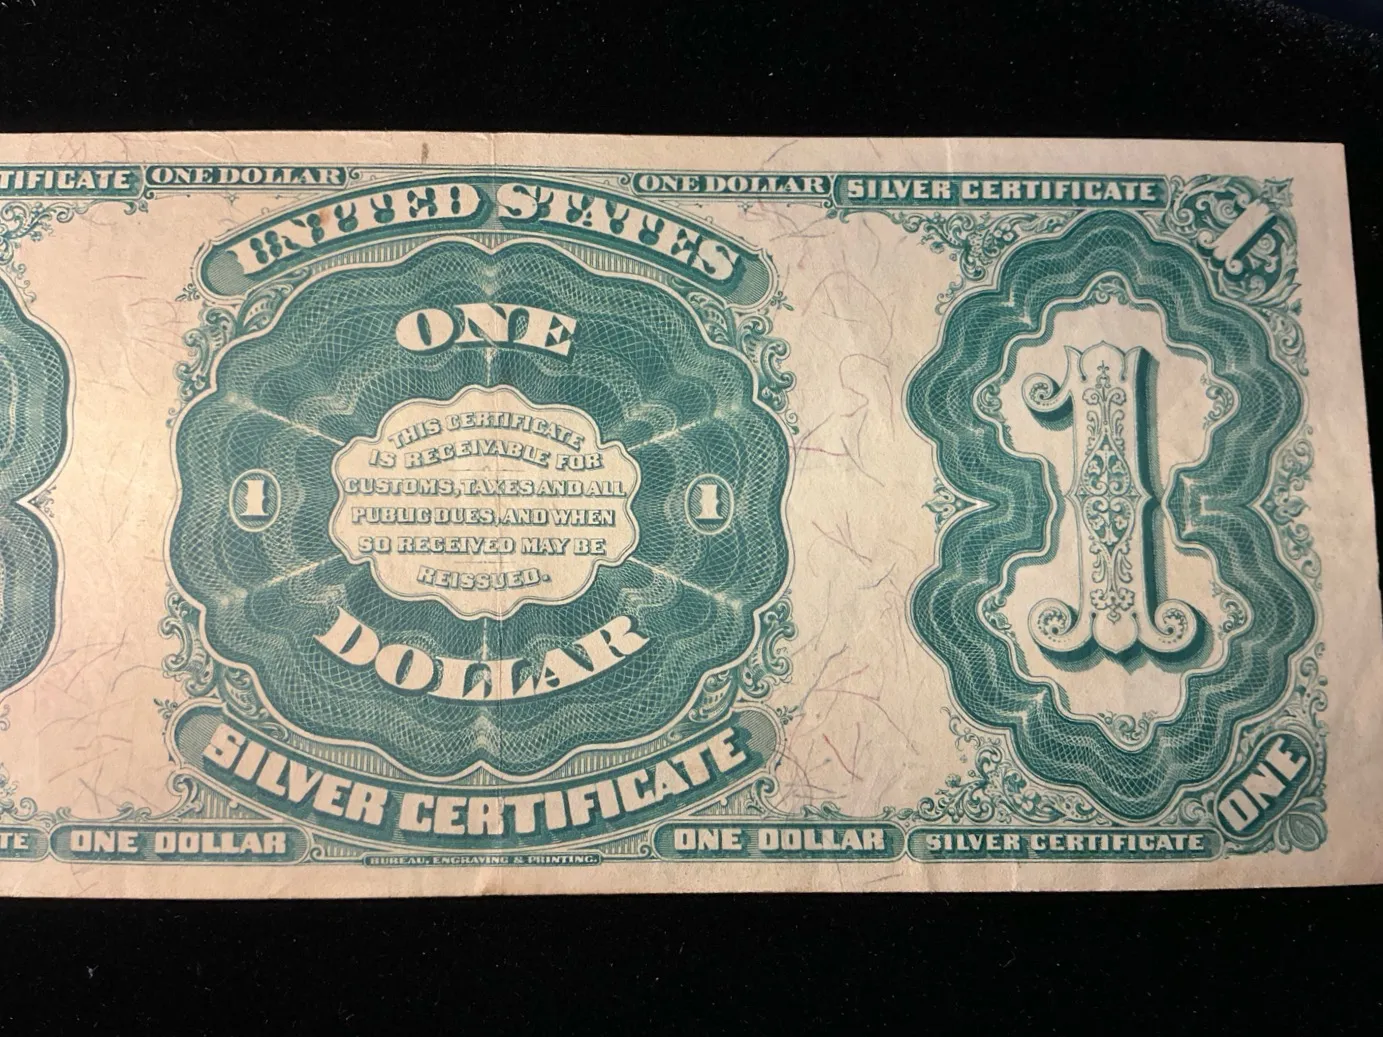 TIFICATE ONE DOLLAR ONE DOLLAR SILVER CERTIFICATE 1
UNITED STATES
ONE
THIS CERTIFICATE
IS RECEIVABLE FOR
CUSTOMS, TAXES AND ALL
PUBLIC DUES, AND WHEN
SO RECEIVED MAY BE
REISSUED.
1 1
1
DOLLAR
SILVER CERTIFICATE
ONE
TE ONE DOLLAR ONE DOLLAR SILVER CERTIFICATE
BUREAU, ENGRAVING & PRINTING.